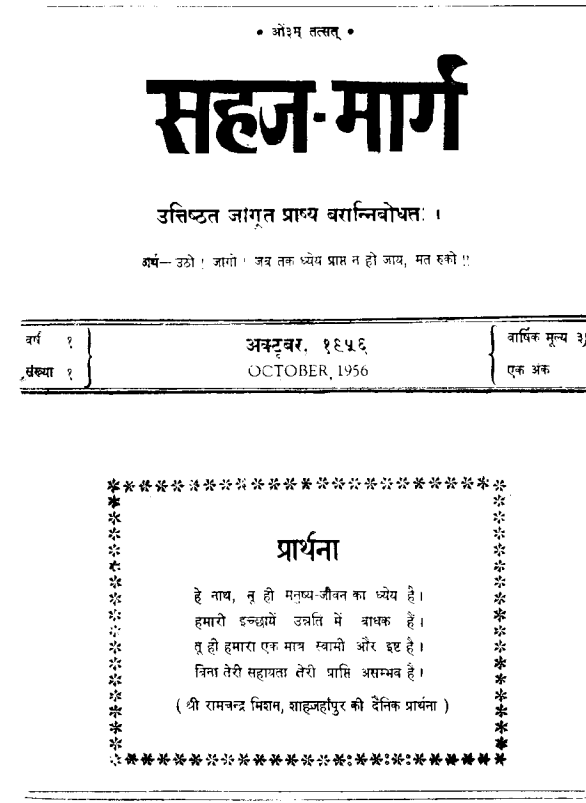 • ओ३म् तत्सत् •
सहज-मार्ग
उत्तिष्ठत जागृत प्राप्य बरान्निबोधत: ।
अर्थ— उठो ! जागो ! जब तक ध्येय प्राप्त न हो जाय, मत रुको !!
वर्ष १
संख्या १
अक्टूबर, १९५६
OCTOBER, 1956
वार्षिक मूल्य ३)
एक अंक
प्रार्थना
हे नाथ, तू ही मनुष्य-जीवन का ध्येय है।
हमारी इच्छायें उन्नति में बाधक हैं।
तू ही हमारा एक मात्र स्वामी और इष्ट है।
बिना तेरी सहायता तेरी प्राप्ति असम्भव है।
( श्री रामचन्द्र मिशन, शाहजहाँपुर की दैनिक प्रार्थना )